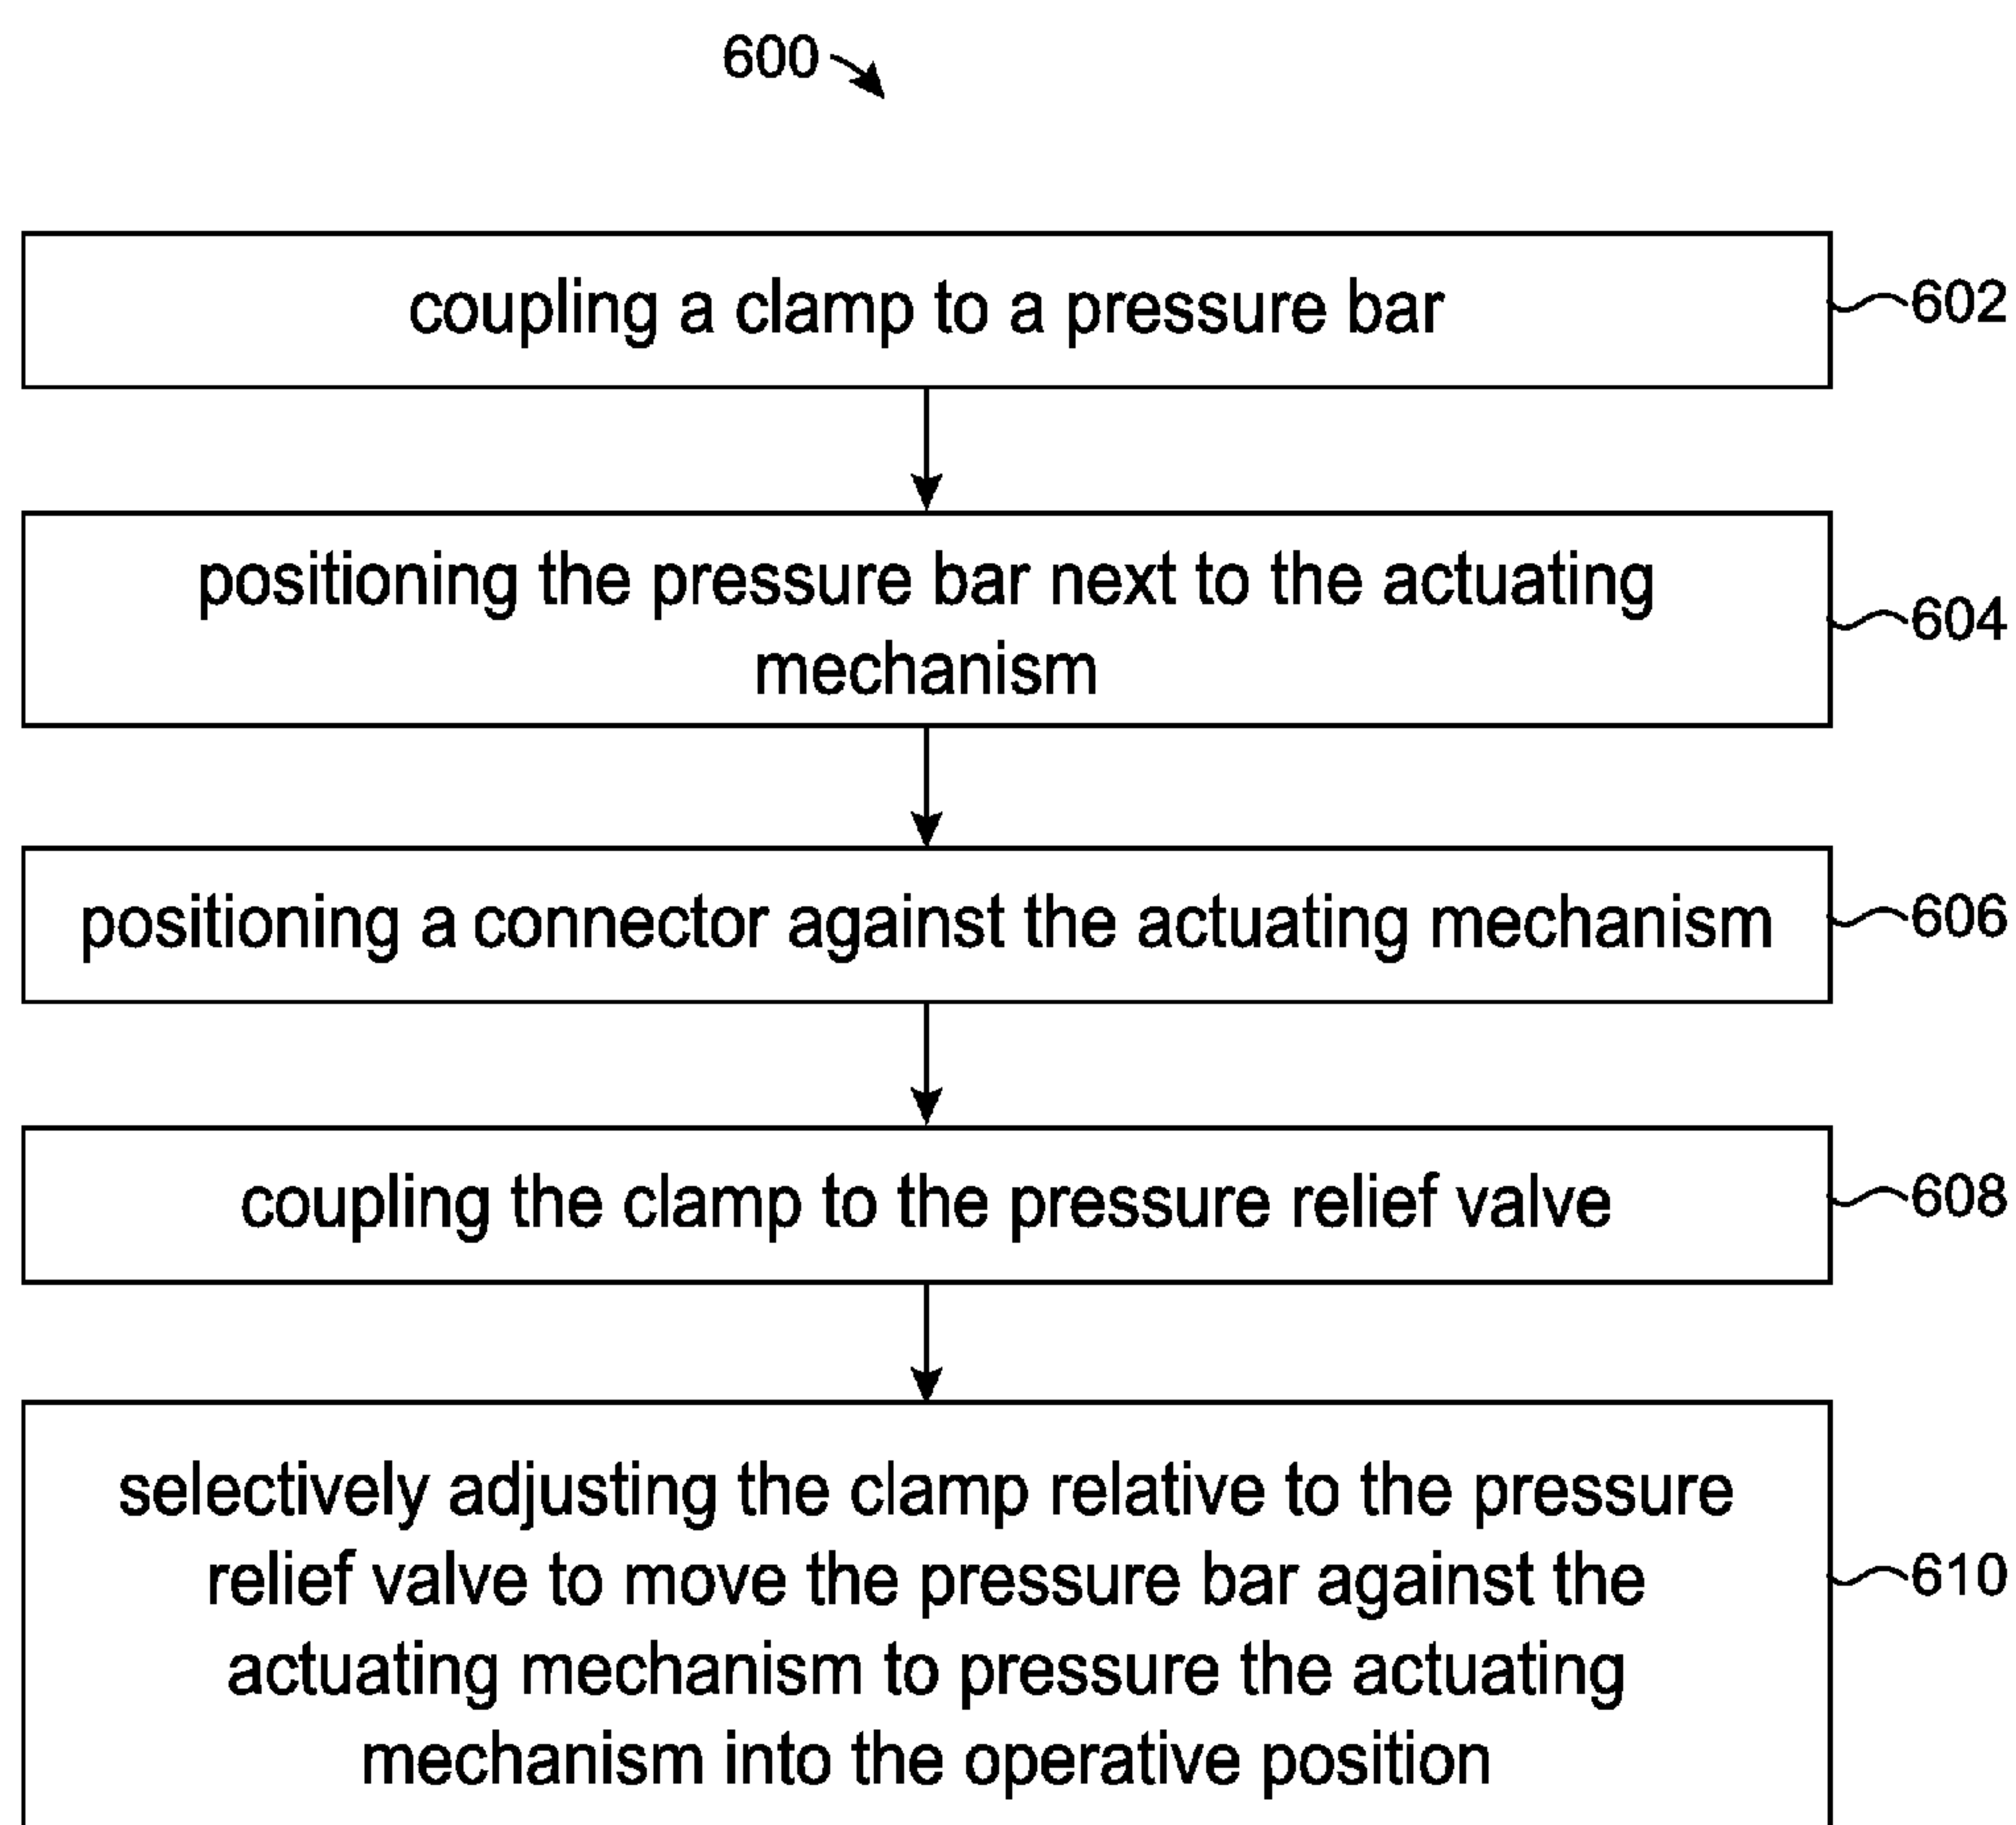 600
coupling a clamp to a pressure bar
602
positioning the pressure bar next to the actuating
mechanism
604
positioning a connector against the actuating mechanism
606
coupling the clamp to the pressure relief valve
608
selectively adjusting the clamp relative to the pressure
relief valve to move the pressure bar against the
actuating mechanism to pressure the actuating
mechanism into the operative position
610